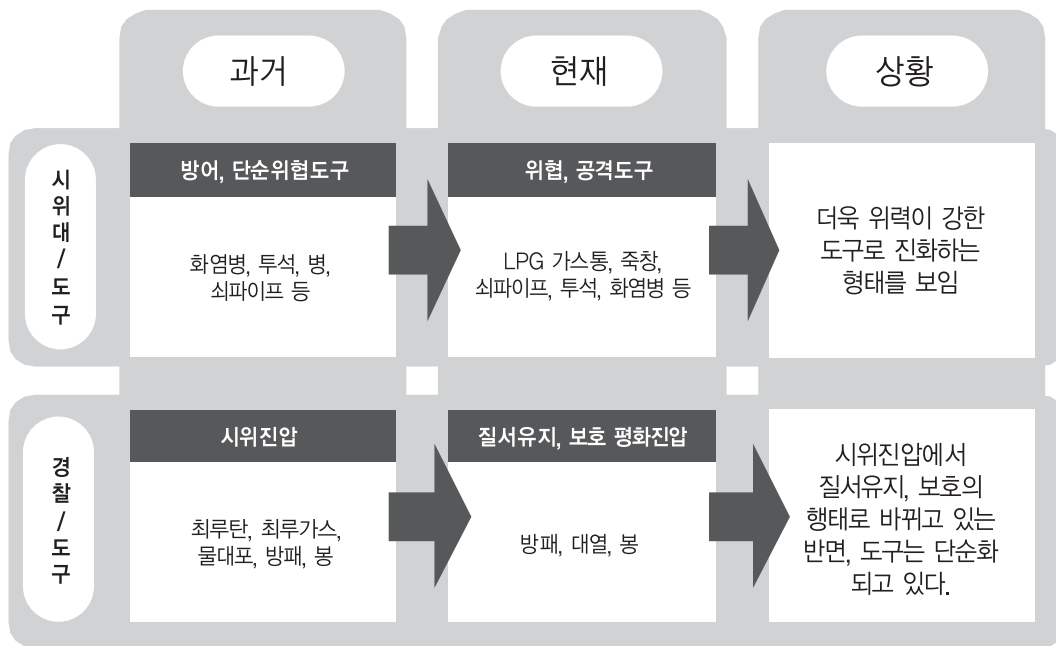 과거
현재
상황
시위대/도구
방어, 단순위협도구
화염병, 투석, 병,
쇠파이프 등
위협, 공격도구
LPG 가스통, 죽창,
쇠파이프, 투석, 화염병 등
더욱 위력이 강한
도구로 진화하는
형태를 보임
경찰/도구
시위진압
최루탄, 최루가스,
물대포, 방패, 봉
질서유지, 보호 평화진압
방패, 대열, 봉
시위진압에서
질서유지, 보호의
행태로 바뀌고 있는
반면, 도구는 단순화
되고 있다.